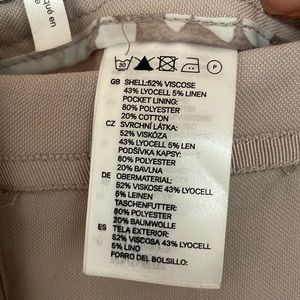 qué en
30
P
GB SHELL:52% VISCOSE
43% LYOCELL 5% LINEN
POCKET LINING:
80% POLYESTER
20% COTTON
CZ SVRCHNÍ LÁTKA:
52% VISKÓZA
43% LYOCELL 5% LEN
PODŠÍVKA KAPSY:
80% POLYESTER
20% BAVLNA
DE OBERMATERIAL:
52% VISKOSE 43% LYOCELL
5% LEINEN
TASCHENFUTTER:
80% POLYESTER
20% BAUMWOLLE
ES TELA EXTERIOR:
52% VISCOSA 43% LYOCELL
5% LINO
FORRO DEL BOLSILLO: